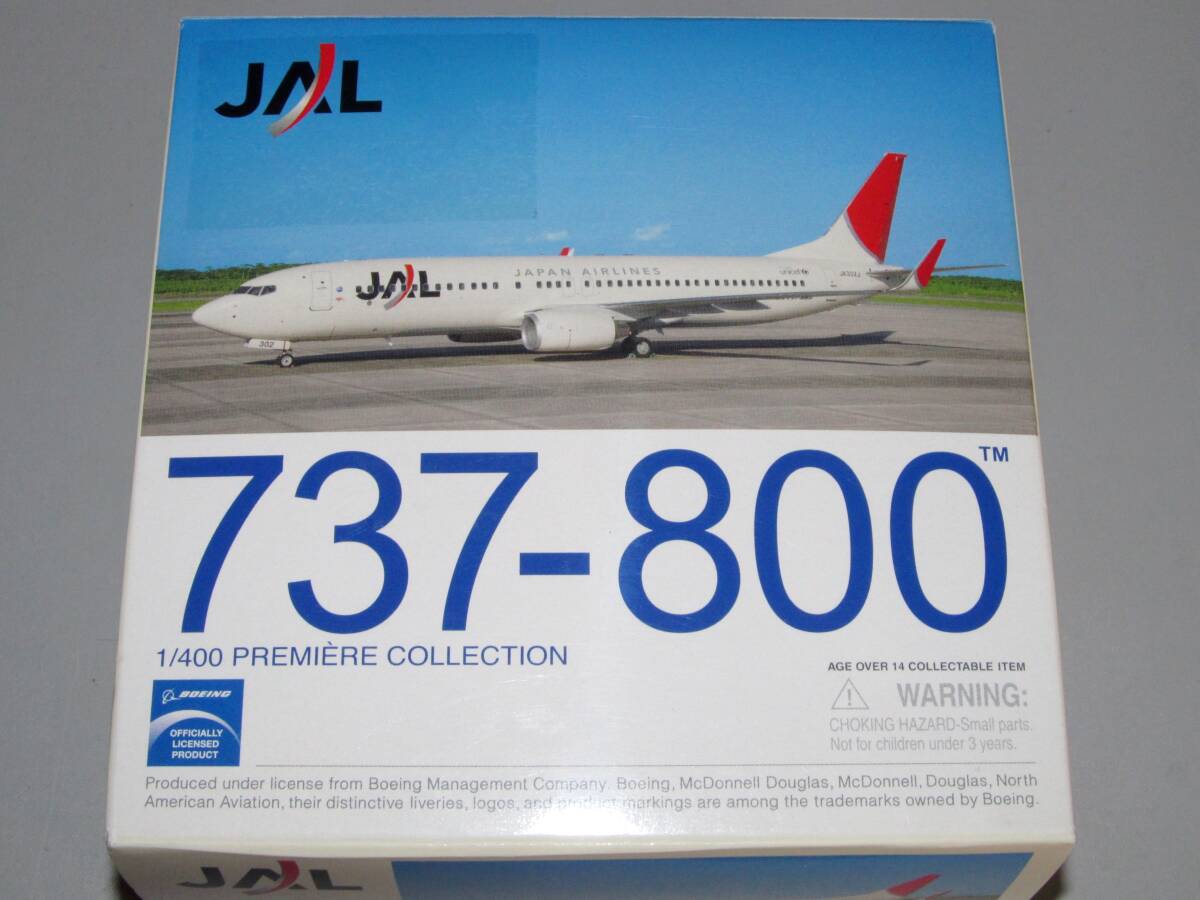 JAL
JAPAN AIRLINES
JAL
unicef
302
737-800™
1/400 PREMIÈRE COLLECTION
AGE OVER 14 COLLECTABLE ITEM
WARNING:
CHOKING HAZARD-Small parts.
Not for children under 3 years.
BOEING
OFFICIALLY
LICENSED
PRODUCT
Produced under license from Boeing Management Company. Boeing, McDonnell Douglas, McDonnell, Douglas, North
American Aviation, their distinctive liveries, logos, and product markings are among the trademarks owned by Boeing.
JAL